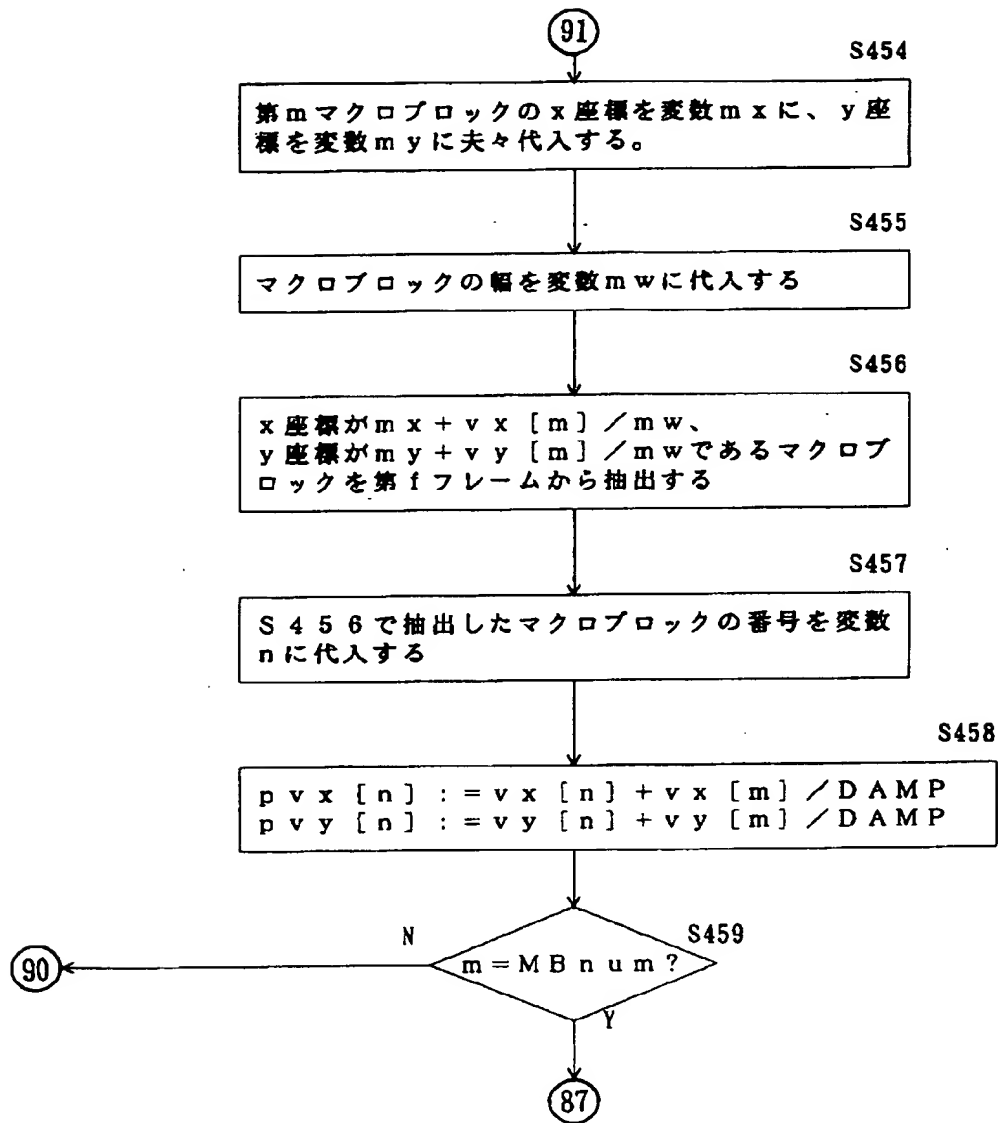 91
S454
第mマクロブロックのx座標を変数mxに、y座
標を変数myに夫々代入する。
S455
マクロブロックの幅を変数mwに代入する
S456
x座標がmx+vx[m]/mw、
y座標がmy+vy[m]/mwであるマクロブ
ロックを第fフレームから抽出する
S457
S456で抽出したマクロブロックの番号を変数
nに代入する
S458
pvx[n]:=vx[n]+vx[m]/DAMP
pvy[n]:=vy[n]+vy[m]/DAMP
N
S459
90
m=MBnum?
Y
87